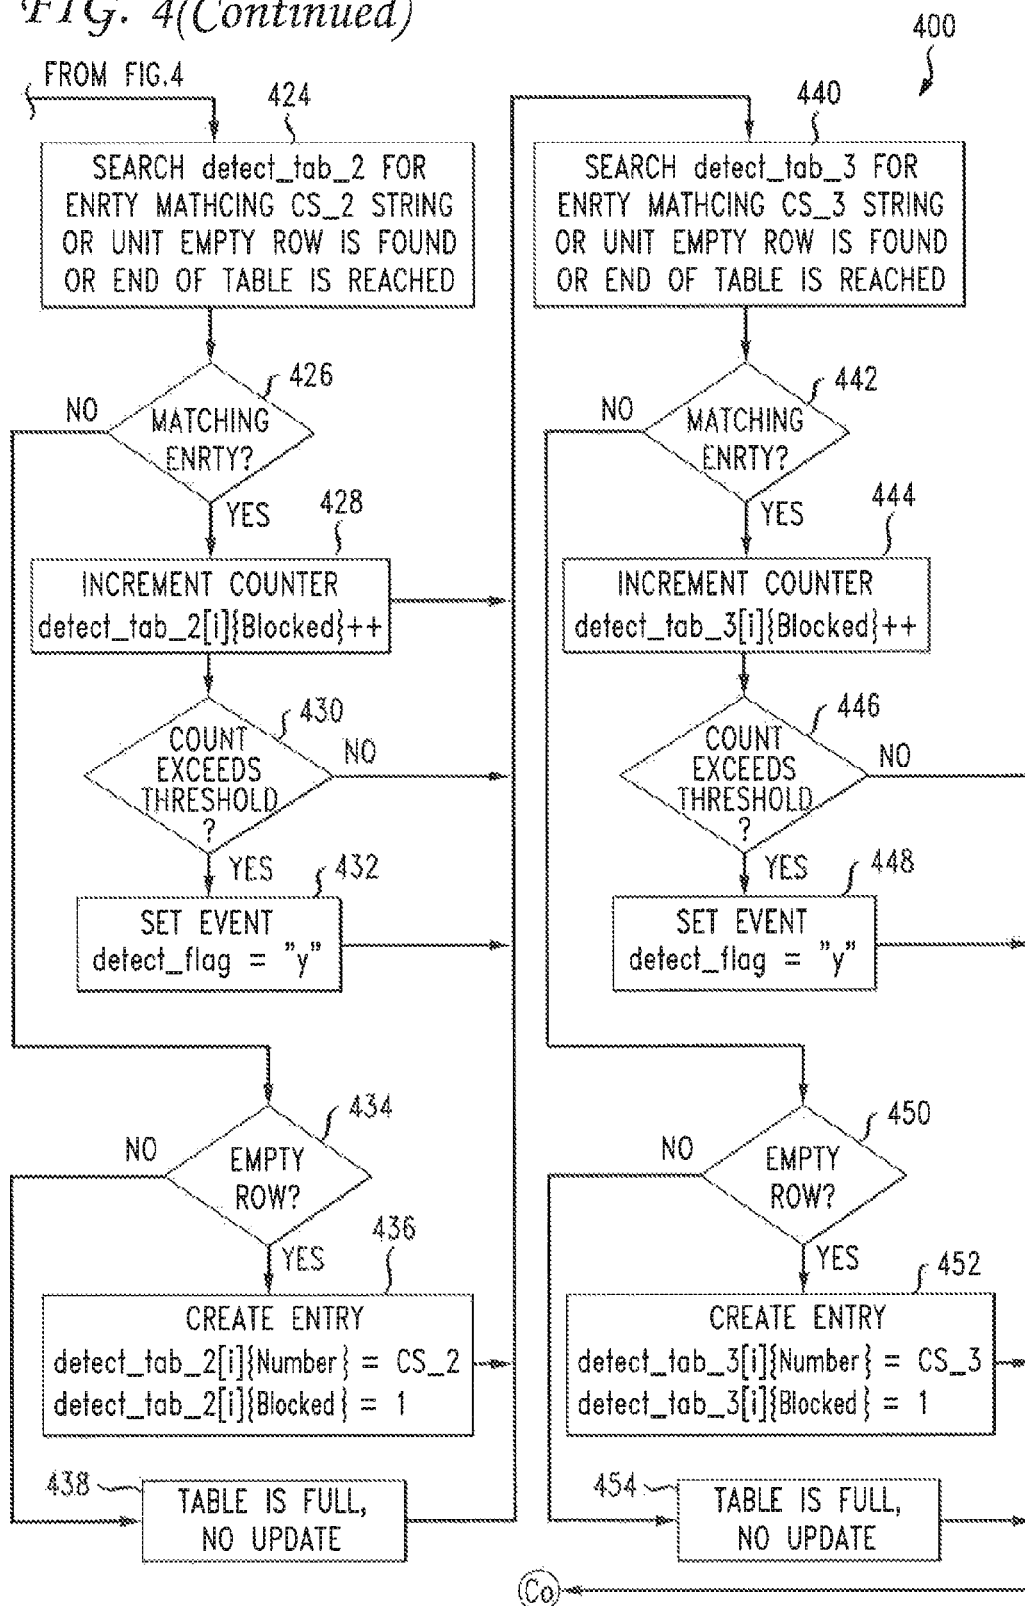 FIG. 4(Continued)
400
FROM FIG.4
424
SEARCH detect_tab_2 FOR
ENRTY MATHCING CS_2 STRING
OR UNIT EMPTY ROW IS FOUND
OR END OF TABLE IS REACHED
426
NO
MATCHING
ENRTY?
YES
428
INCREMENT COUNTER
detect_tab_2[i]{Blocked}++
430
COUNT
EXCEEDS
THRESHOLD
?
NO
YES
432
SET EVENT
detect_flag = "y"
434
NO
EMPTY
ROW?
YES
436
CREATE ENTRY
detect_tab_2[i]{Number} = CS_2
detect_tab_2[i]{Blocked} = 1
438
TABLE IS FULL,
NO UPDATE
440
SEARCH detect_tab_3 FOR
ENRTY MATHCING CS_3 STRING
OR UNIT EMPTY ROW IS FOUND
OR END OF TABLE IS REACHED
442
NO
MATCHING
ENRTY?
YES
444
INCREMENT COUNTER
detect_tab_3[i]{Blocked}++
446
COUNT
EXCEEDS
THRESHOLD
?
NO
YES
448
SET EVENT
detect_flag = "y"
450
NO
EMPTY
ROW?
YES
452
CREATE ENTRY
detect_tab_3[i]{Number} = CS_3
detect_tab_3[i]{Blocked} = 1
454
TABLE IS FULL,
NO UPDATE
Co